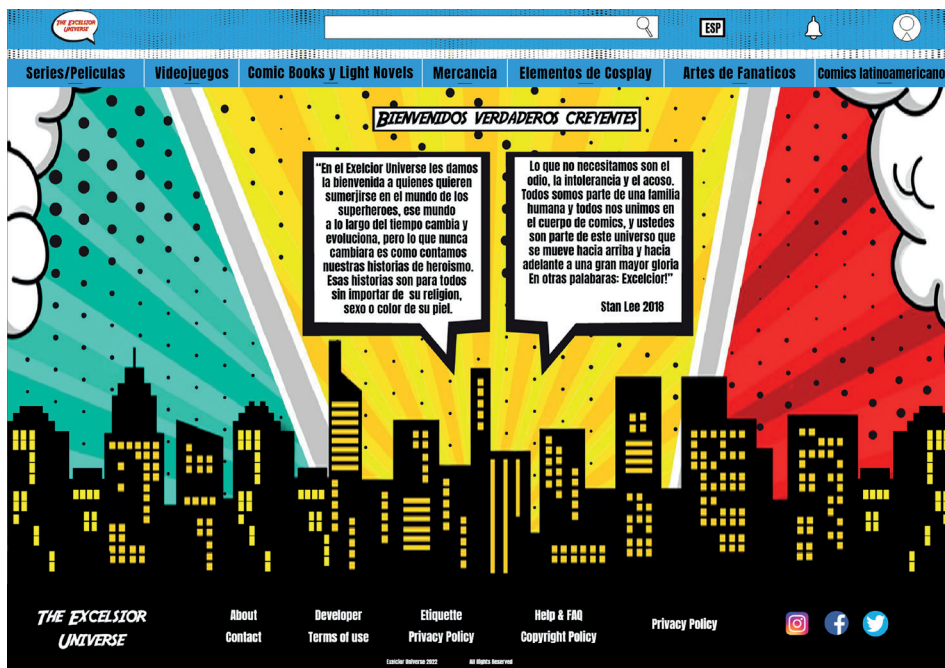 THE EXCELSIOR
UNIVERSE
ESP
Series/Peliculas
Videojuegos
Comic Books y Light Novels
Mercancia
Elementos de Cosplay
Artes de Fanaticos
Comics latinoamericano
BIENVENIDOS VERDADEROS CREYENTES
“En el Exelcior Universe les damos
la bienvenida a quienes quieren
sumerjirse en el mundo de los
superheroes, ese mundo
a lo largo del tiempo cambia y
evoluciona, pero lo que nunca
cambiara es como contamos
nuestras historias de heroismo.
Esas historias son para todos
sin importar de su religion,
sexo o color de su piel.
Lo que no necesitamos son el
odio, la intolerancia y el acoso.
Todos somos parte de una familia
humana y todos nos unimos en
el cuerpo de comics, y ustedes
son parte de este universo que
se mueve hacia arriba y hacia
adelante a una gran mayor gloria
En otras palabaras: Excelcior!”
Stan Lee 2018
THE EXCELSIOR
UNIVERSE
About
Contact
Developer
Terms of use
Etiquette
Privacy Policy
Help & FAQ
Copyright Policy
Privacy Policy
Exelcior Universe 2022
All Rights Reserved